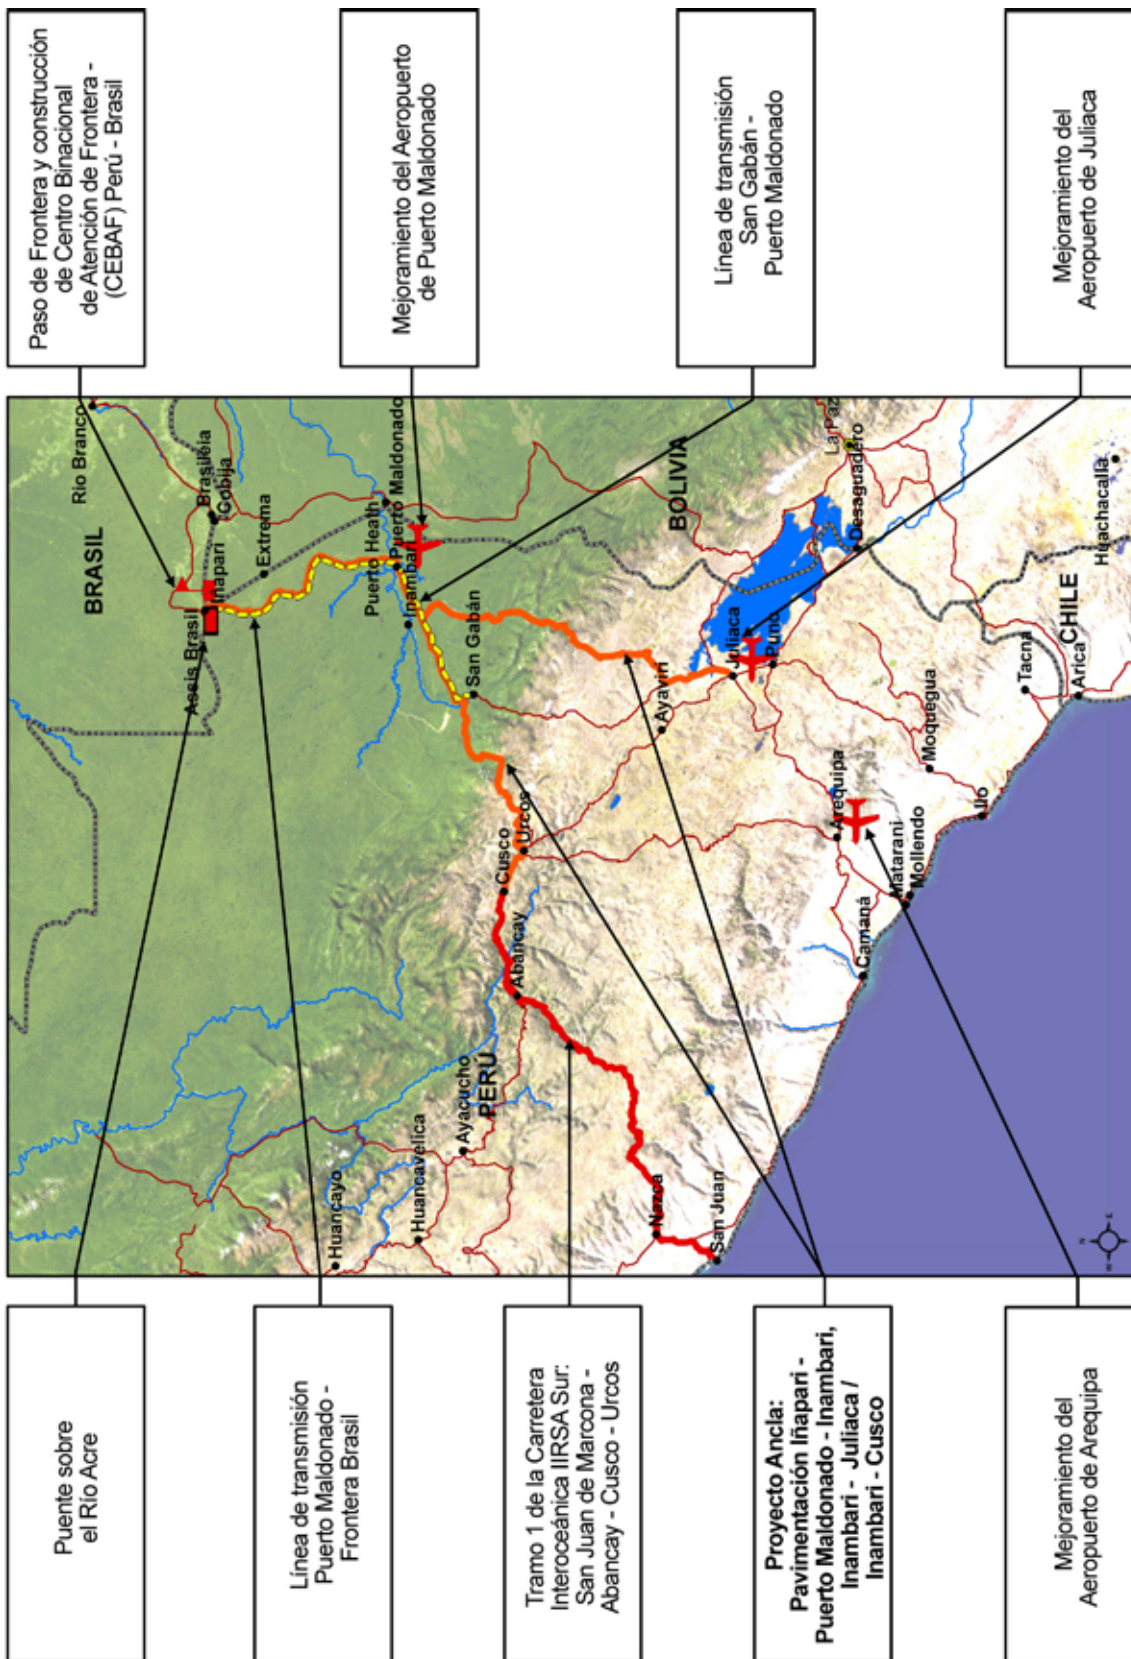 Paso de Frontera y construcción
de Centro Binacional
de Atención de Frontera -
(CEBAF) Perú - Brasil
Mejoramiento del Aeropuerto
de Puerto Maldonado
Línea de transmisión
San Gabán -
Puerto Maldonado
Mejoramiento del
Aeropuerto de Juliaca
BRASIL
Río Branco
Brasileia
Cobija
Assis Brasil
Iñapari
Extrema
Puerto Heath
Puerto Maldonado
Inambari
San Gabán
BOLIVIA
La Paz
Desaguadero
Huachacalla
CHILE
Juliaca
Puno
Ayaviri
Tacna
Arica
Moquegua
Ilo
Arequipa
Matarani
Mollendo
Camaná
Cusco
Urcos
Abancay
PERÚ
Ayacucho
Huancavelica
Huancayo
Nazca
San Juan
N
E
Puente sobre
el Río Acre
Línea de transmisión
Puerto Maldonado -
Frontera Brasil
Tramo 1 de la Carretera
Interoceánica IIRSA Sur:
San Juan de Marcona -
Abancay - Cusco - Urcos
Proyecto Ancla:
Pavimentación Iñapari -
Puerto Maldonado - Inambari,
Inambari - Juliaca /
Inambari - Cusco
Mejoramiento del
Aeropuerto de Arequipa